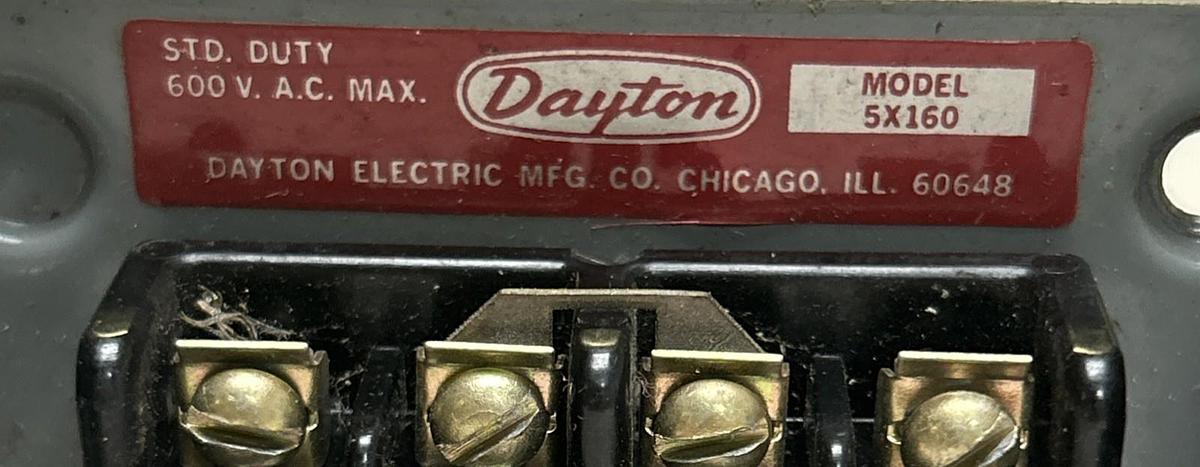 STD. DUTY
600 V. A.C. MAX.
Dayton
MODEL
5X160
DAYTON ELECTRIC MFG. CO. CHICAGO, ILL. 60648